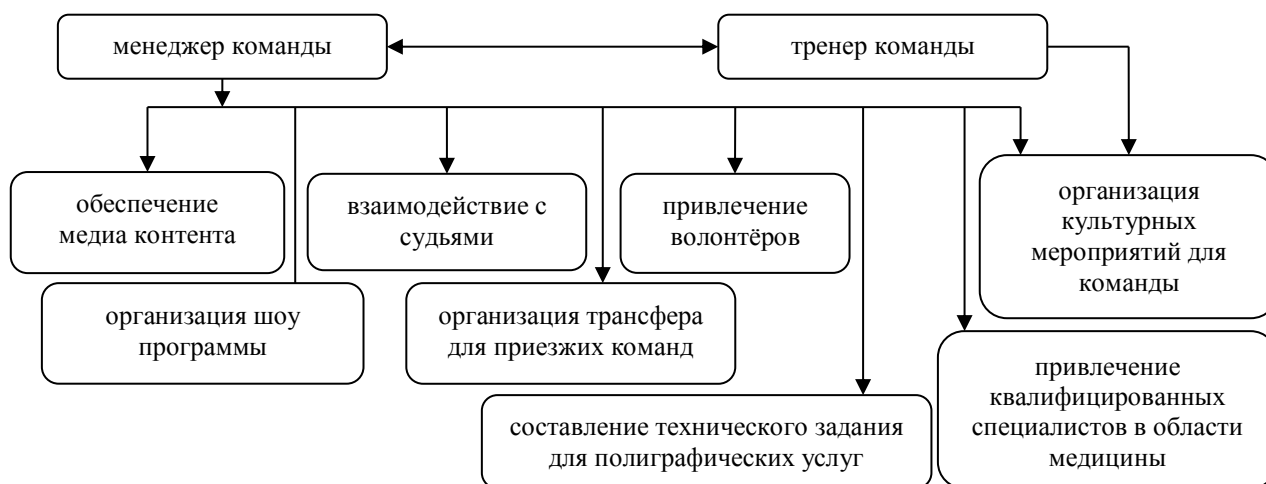 менеджер команды
тренер команды
обеспечение
медиа контента
взаимодействие с
судьями
привлечение
волонтёров
организация
культурных
мероприятий для
команды
организация шоу
программы
организация трансфера
для приезжих команд
составление технического задания
для полиграфических услуг
привлечение
квалифицированных
специалистов в области
медицины